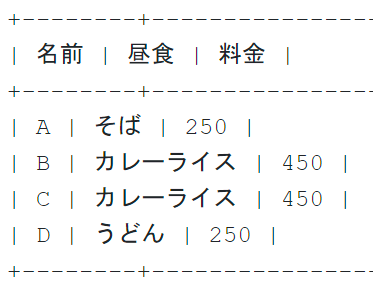 +--------+----------------
| 名前 | 昼食 | 料金 |
+--------+----------------
| A | そば | 250 |
| B | カレーライス | 450 |
| C | カレーライス | 450 |
| D | うどん | 250 |
+--------+----------------